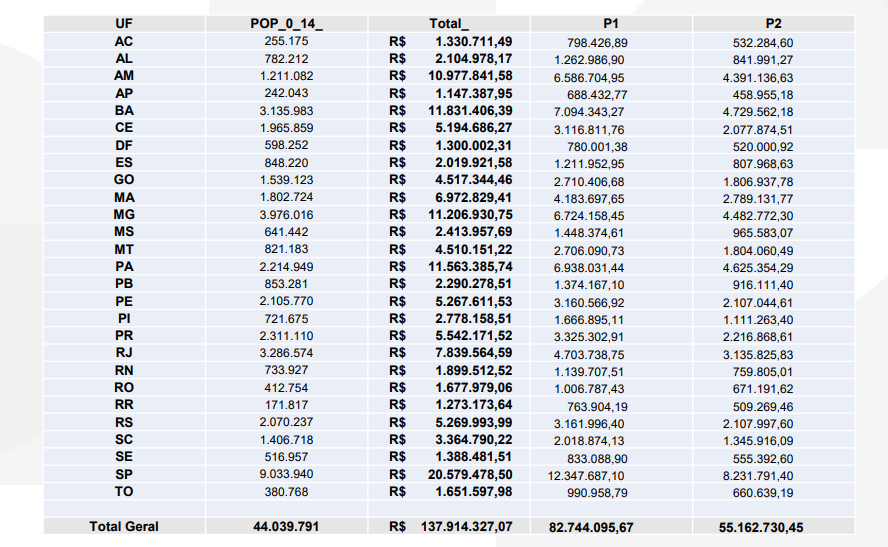 UF POP_0_14_ Total_ P1 P2
AC 255.175 R$ 1.330.711,49 798.426,89 532.284,60
AL 782.212 R$ 2.104.978,17 1.262.986,90 841.991,27
AM 1.211.082 R$ 10.977.841,58 6.586.704,95 4.391.136,63
AP 242.043 R$ 1.147.387,95 688.432,77 458.955,18
BA 3.135.983 R$ 11.831.406,39 7.094.343,27 4.729.562,18
CE 1.965.859 R$ 5.194.686,27 3.116.811,76 2.077.874,51
DF 598.252 R$ 1.300.002,31 780.001,38 520.000,92
ES 848.220 R$ 2.019.921,58 1.211.952,95 807.968,63
GO 1.539.123 R$ 4.517.344,46 2.710.406,68 1.806.937,78
MA 1.802.724 R$ 6.972.829,41 4.183.697,65 2.789.131,77
MG 3.976.016 R$ 11.206.930,75 6.724.158,45 4.482.772,30
MS 641.442 R$ 2.413.957,69 1.448.374,61 965.583,07
MT 821.183 R$ 4.510.151,22 2.706.090,73 1.804.060,49
PA 2.214.949 R$ 11.563.385,74 6.938.031,44 4.625.354,29
PB 853.281 R$ 2.290.278,51 1.374.167,10 916.111,40
PE 2.105.770 R$ 5.267.611,53 3.160.566,92 2.107.044,61
PI 721.675 R$ 2.778.158,51 1.666.895,11 1.111.263,40
PR 2.311.110 R$ 5.542.171,52 3.325.302,91 2.216.868,61
RJ 3.286.574 R$ 7.839.564,59 4.703.738,75 3.135.825,83
RN 733.927 R$ 1.899.512,52 1.139.707,51 759.805,01
RO 412.754 R$ 1.677.979,06 1.006.787,43 671.191,62
RR 171.817 R$ 1.273.173,64 763.904,19 509.269,46
RS 2.070.237 R$ 5.269.993,99 3.161.996,40 2.107.997,60
SC 1.406.718 R$ 3.364.790,22 2.018.874,13 1.345.916,09
SE 516.957 R$ 1.388.481,51 833.088,90 555.392,60
SP 9.033.940 R$ 20.579.478,50 12.347.687,10 8.231.791,40
TO 380.768 R$ 1.651.597,98 990.958,79 660.639,19
Total Geral 44.039.791 R$ 137.914.327,07 82.744.095,67 55.162.730,45